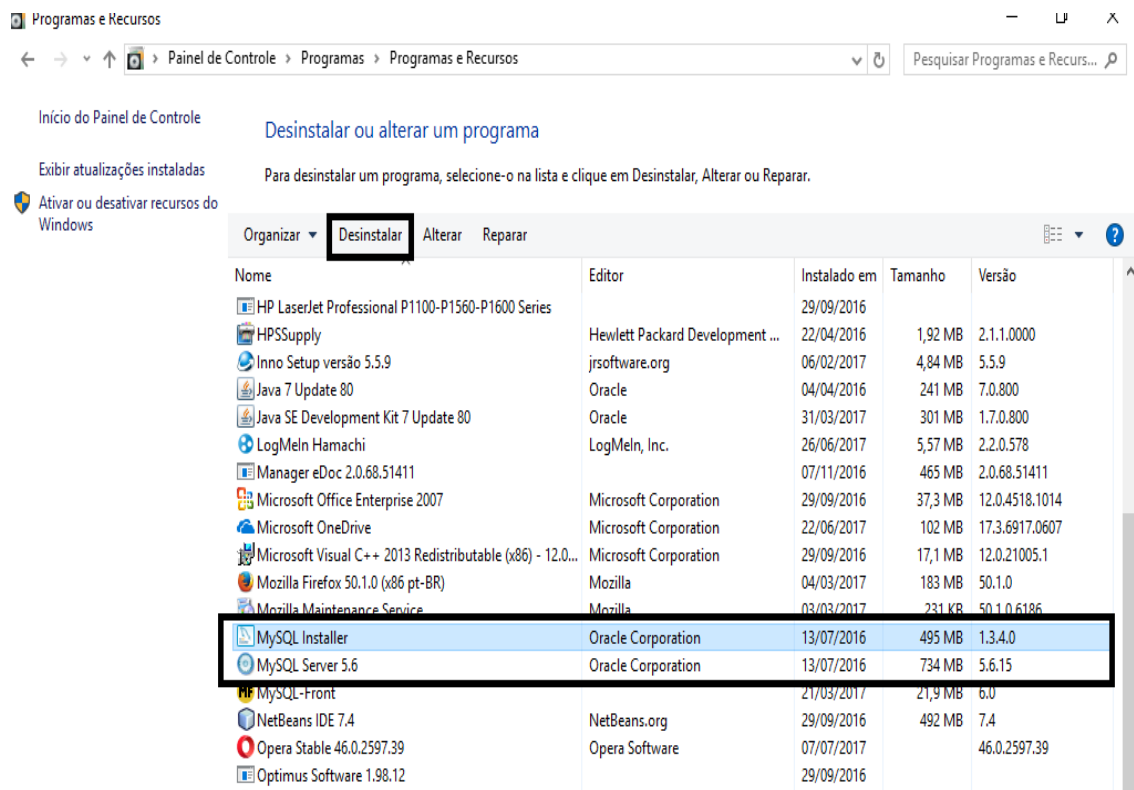 Programas e Recursos
Painel de Controle > Programas > Programas e Recursos
Pesquisar Programas e Recurs...
Início do Painel de Controle
Exibir atualizações instaladas
Ativar ou desativar recursos do
Windows
Desinstalar ou alterar um programa
Para desinstalar um programa, selecione-o na lista e clique em Desinstalar, Alterar ou Reparar.
Organizar Desinstalar Alterar Reparar
Nome Editor Instalado em Tamanho Versão
HP LaserJet Professional P1100-P1560-P1600 Series 29/09/2016
HPSSupply Hewlett Packard Development ... 22/04/2016 1,92 MB 2.1.1.0000
Inno Setup versão 5.5.9 jrsoftware.org 06/02/2017 4,84 MB 5.5.9
Java 7 Update 80 Oracle 04/04/2016 241 MB 7.0.800
Java SE Development Kit 7 Update 80 Oracle 31/03/2017 301 MB 1.7.0.800
LogMeIn Hamachi LogMeIn, Inc. 26/06/2017 5,57 MB 2.2.0.578
Manager eDoc 2.0.68.51411 07/11/2016 465 MB 2.0.68.51411
Microsoft Office Enterprise 2007 Microsoft Corporation 29/09/2016 37,3 MB 12.0.4518.1014
Microsoft OneDrive Microsoft Corporation 22/06/2017 102 MB 17.3.6917.0607
Microsoft Visual C++ 2013 Redistributable (x86) - 12.0... Microsoft Corporation 29/09/2016 17,1 MB 12.0.21005.1
Mozilla Firefox 50.1.0 (x86 pt-BR) Mozilla 04/03/2017 183 MB 50.1.0
Mozilla Maintenance Service Mozilla 03/03/2017 231 KB 50.1.0.6186
MySQL Installer Oracle Corporation 13/07/2016 495 MB 1.3.4.0
MySQL Server 5.6 Oracle Corporation 13/07/2016 734 MB 5.6.15
MySQL-Front 21/03/2017 21,9 MB 6.0
NetBeans IDE 7.4 NetBeans.org 29/09/2016 492 MB 7.4
Opera Stable 46.0.2597.39 Opera Software 07/07/2017 46.0.2597.39
Optimus Software 1.98.12 29/09/2016